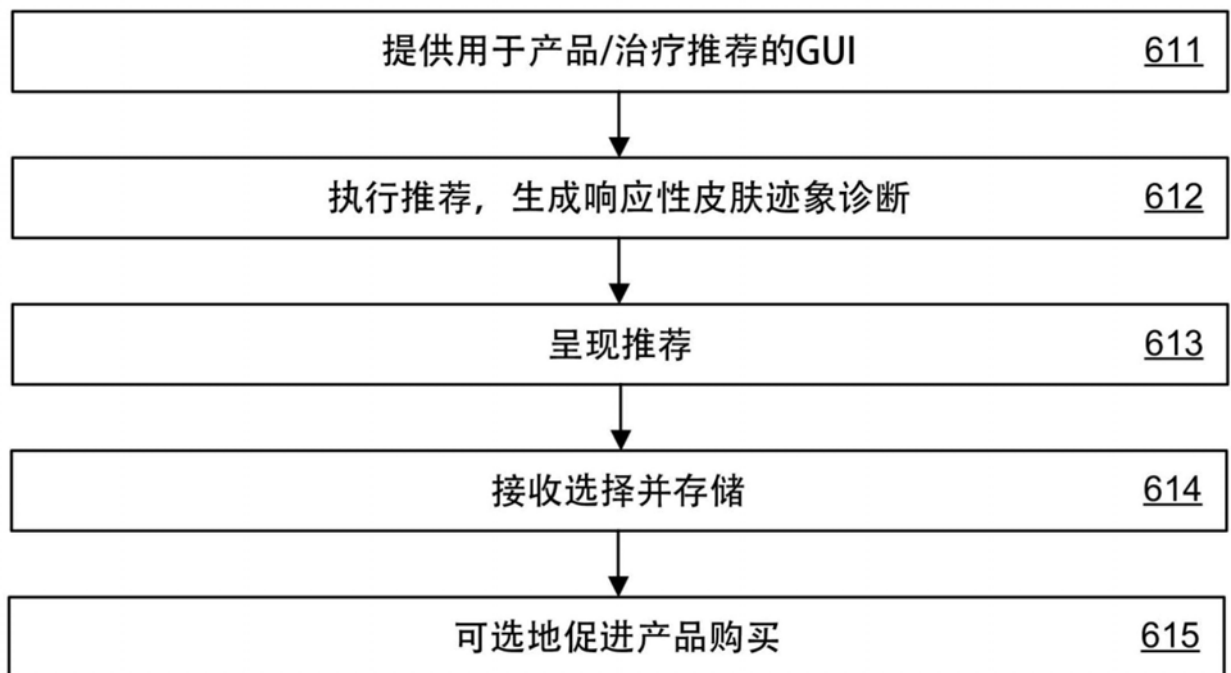 提供用于产品/治疗推荐的GUI 611
执行推荐，生成响应性皮肤迹象诊断 612
呈现推荐 613
接收选择并存储 614
可选地促进产品购买 615